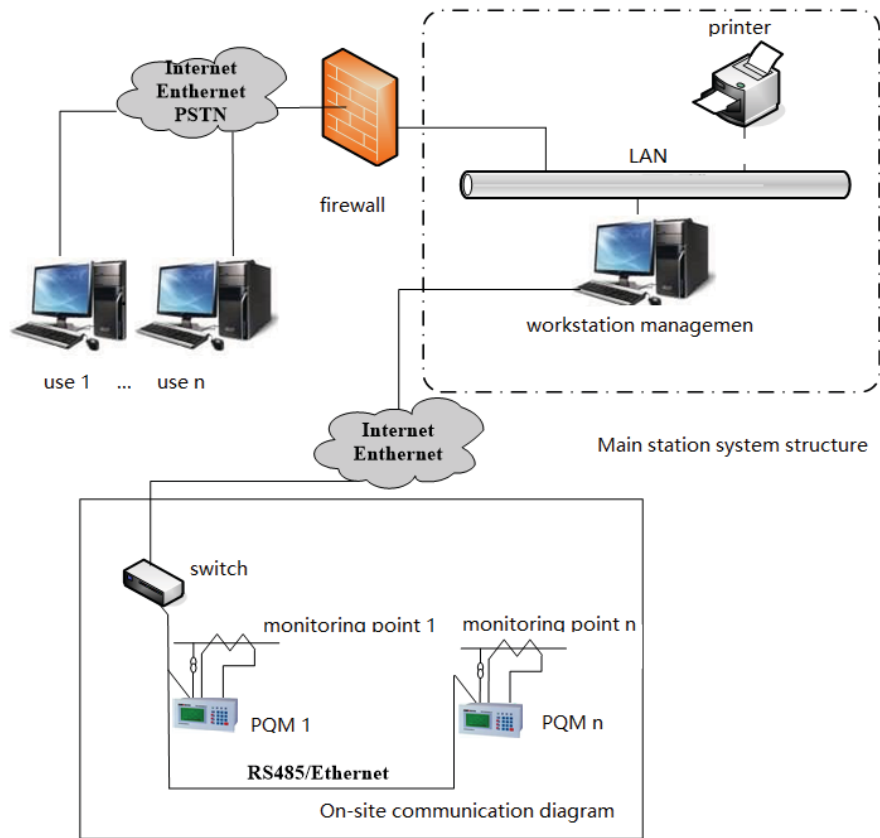 printer
Internet
Enthernet
PSTN
LAN
firewall
workstation managemen
use 1 ... use n
Internet
Enthernet
Main station system structure
switch
monitoring point 1
monitoring point n
PQM 1
PQM n
RS485/Ethernet
On-site communication diagram